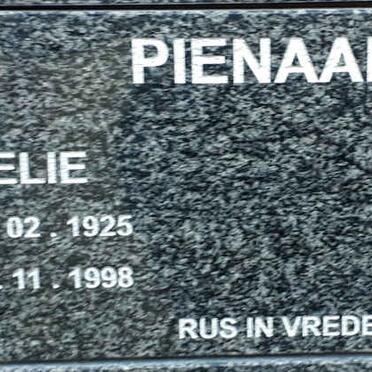 PIENAA
ELIE
02 . 1925
. 11 . 1998
RUS IN VREDE